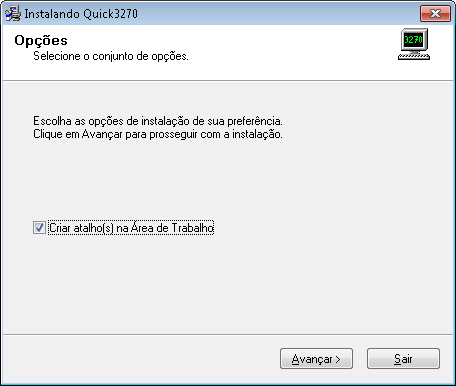 Instalando Quick3270
Opções
Selecione o conjunto de opções.
3270
Escolha as opções de instalação de sua preferência.
Clique em Avançar para prosseguir com a instalação.
Criar atalho(s) na Área de Trabalho
Avançar >
Sair